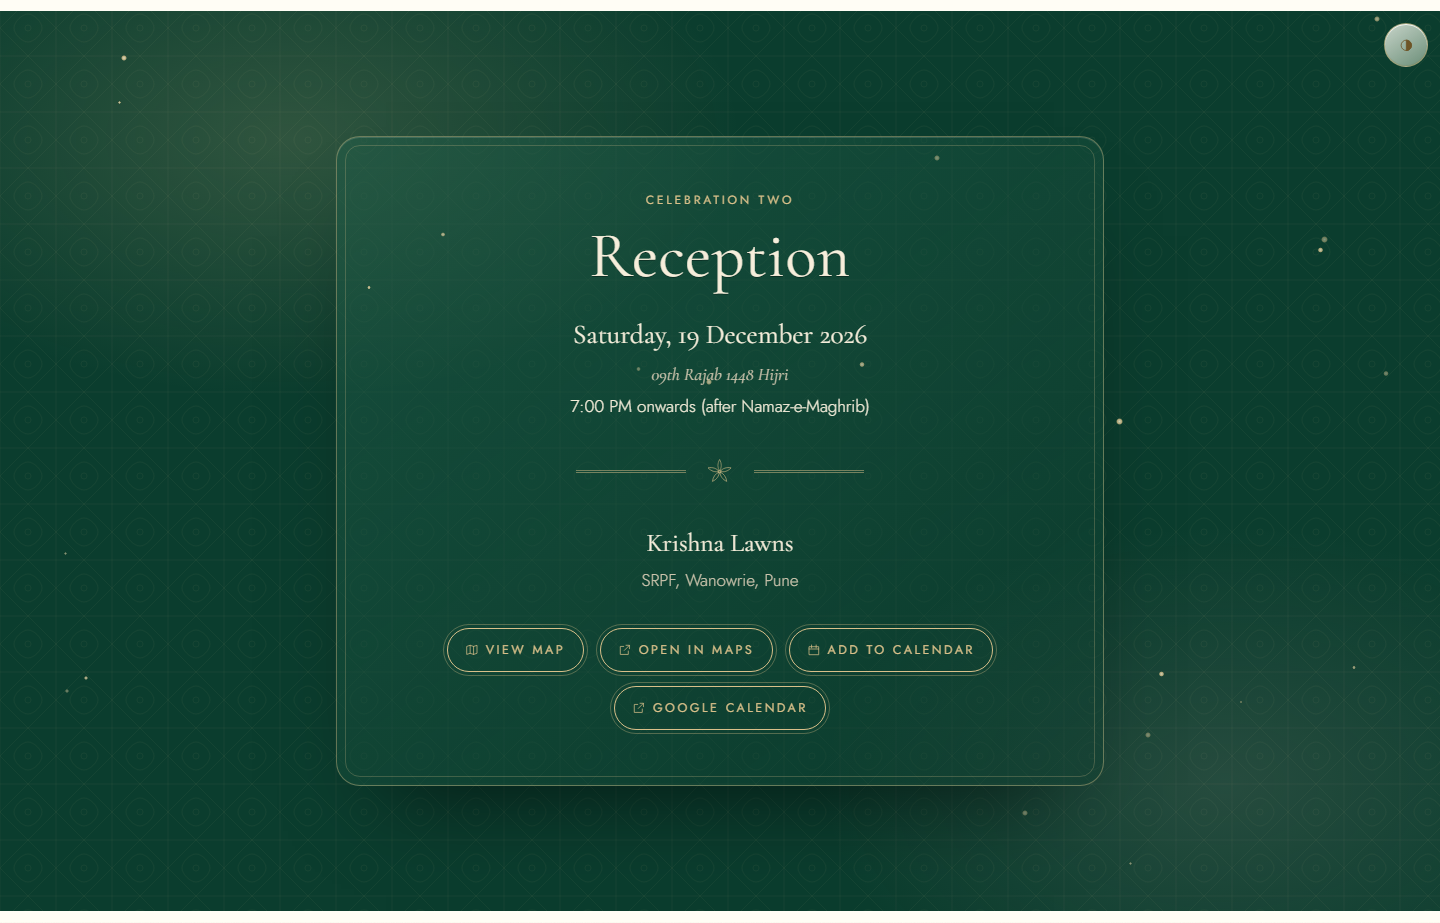 CELEBRATION TWO
Reception
Saturday, 19 December 2026
09th Rajab 1448 Hijri
7:00 PM onwards (after Namaz-e-Maghrib)
Krishna Lawns
SRPF, Wanowrie, Pune
VIEW MAP
OPEN IN MAPS
ADD TO CALENDAR
GOOGLE CALENDAR